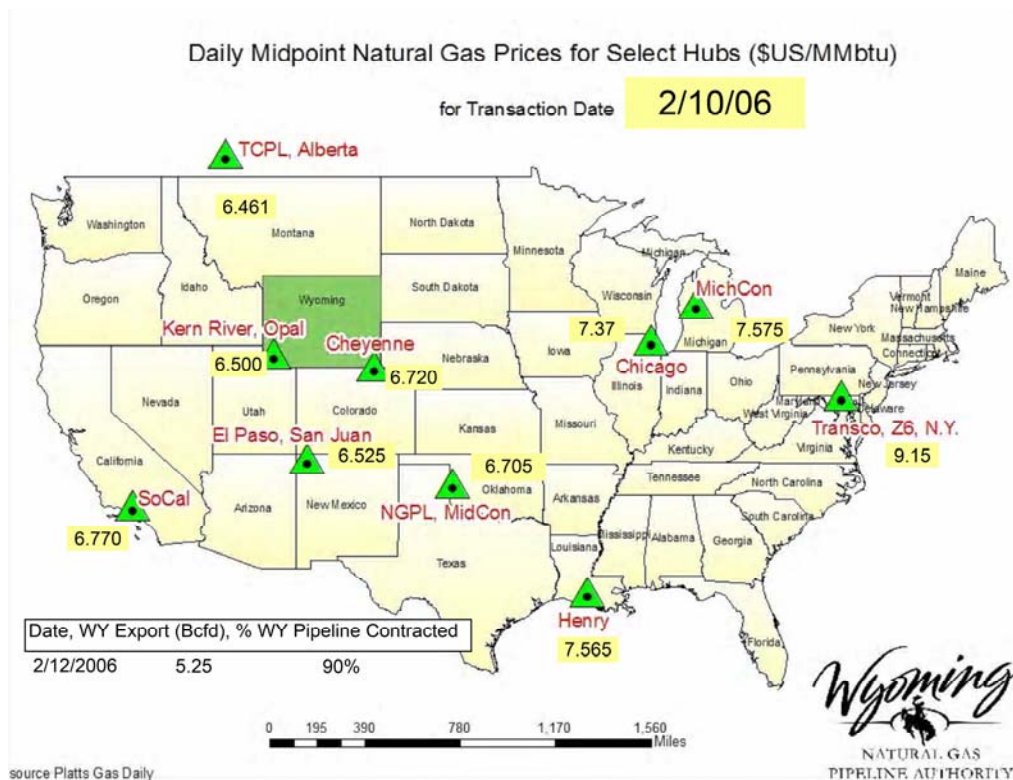 Daily Midpoint Natural Gas Prices for Select Hubs ($US/MMbtu)
for Transaction Date 2/10/06
TCPL, Alberta
6.461
Washington
Montana
North Dakota
Minnesota
Michigan
Maine
Oregon
Idaho
Wyoming
South Dakota
Wisconsin
MichCon
7.575
Michigan
Vermont
New Hampshire
New York
Massachusetts
Connecticut
Kern River, Opal
6.500
Cheyenne
6.720
Nebraska
Iowa
7.37
Chicago
Illinois
Indiana
Ohio
Pennsylvania
New Jersey
Maryland
Delaware
West Virginia
Nevada
Utah
Colorado
Kansas
Missouri
Kentucky
Virginia
Transco, Z6, N.Y.
9.15
California
El Paso, San Juan
6.525
6.705
NGPL, MidCon
Oklahoma
Arkansas
Tennessee
North Carolina
South Carolina
SoCal
6.770
Arizona
New Mexico
Texas
Louisiana
Mississippi
Alabama
Georgia
Henry
7.565
Florida
Date, WY Export (Bcfd), % WY Pipeline Contracted
2/12/2006 5.25 90%
0 195 390 780 1,170 1,560
Miles
source Platts Gas Daily
Wyoming
NATURAL GAS
PIPELINE AUTHORITY